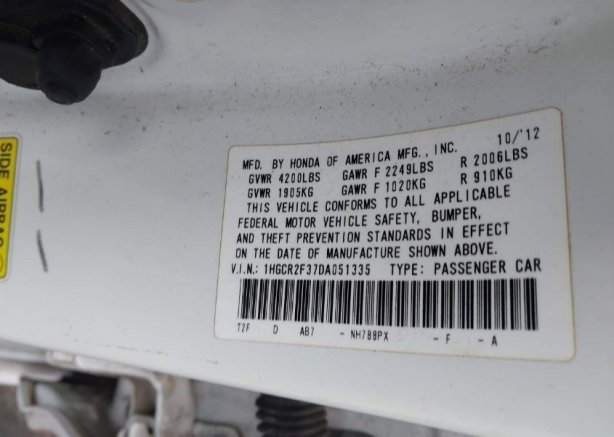 MFD. BY HONDA OF AMERICA MFG., INC. 10/'12
GVWR 4200LBS GAWR F 2249LBS R 2006LBS
GVWR 1905KG GAWR F 1020KG R 910KG
THIS VEHICLE CONFORMS TO ALL APPLICABLE
FEDERAL MOTOR VEHICLE SAFETY, BUMPER,
AND THEFT PREVENTION STANDARDS IN EFFECT
ON THE DATE OF MANUFACTURE SHOWN ABOVE.
V.I.N.: 1HGCR2F37DA051335 TYPE: PASSENGER CAR
T2F D AB7 - NH788PX - F - A
SIDE AIRBAG